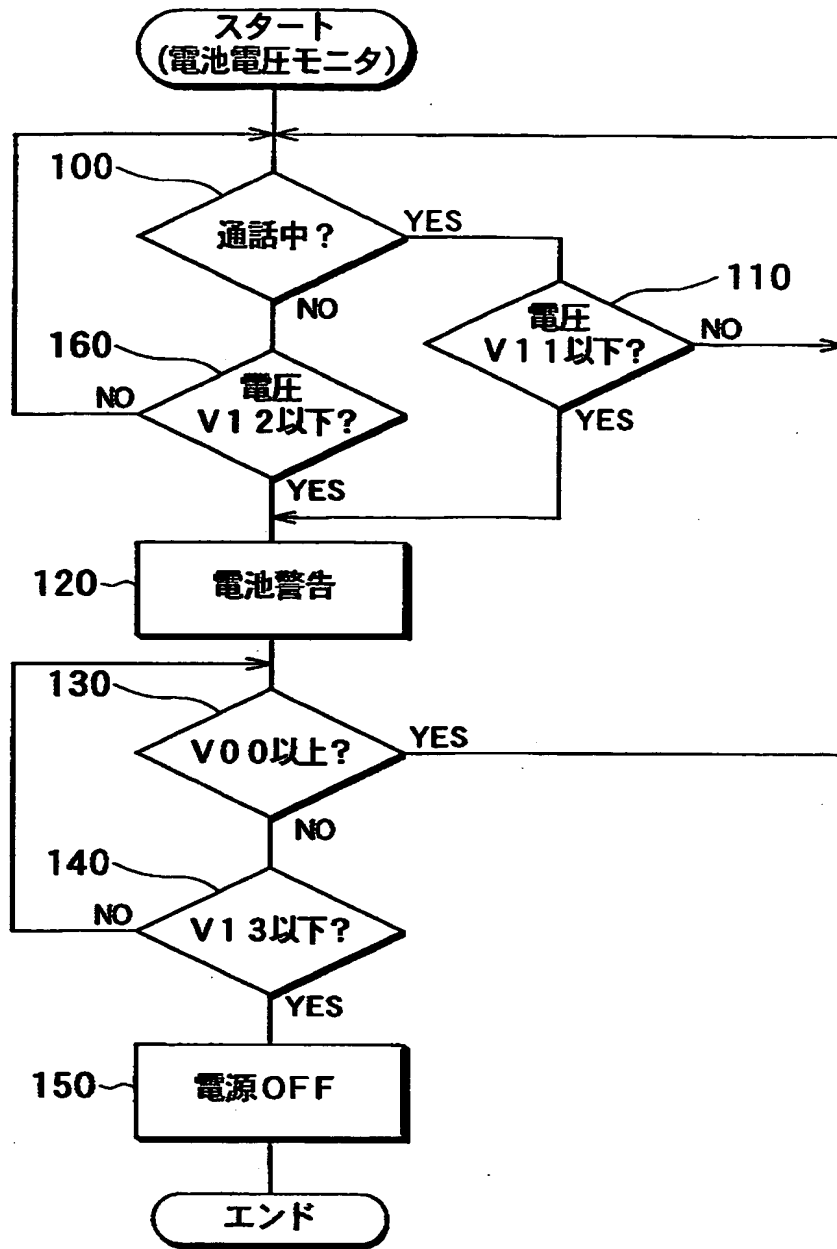 スタート
(電池電圧モニタ)
100
通話中？
YES
NO
110
電圧
V11以下？
NO
YES
160
電圧
V12以下？
NO
YES
120
電池警告
130
V00以上？
YES
NO
140
V13以下？
NO
YES
150
電源OFF
エンド